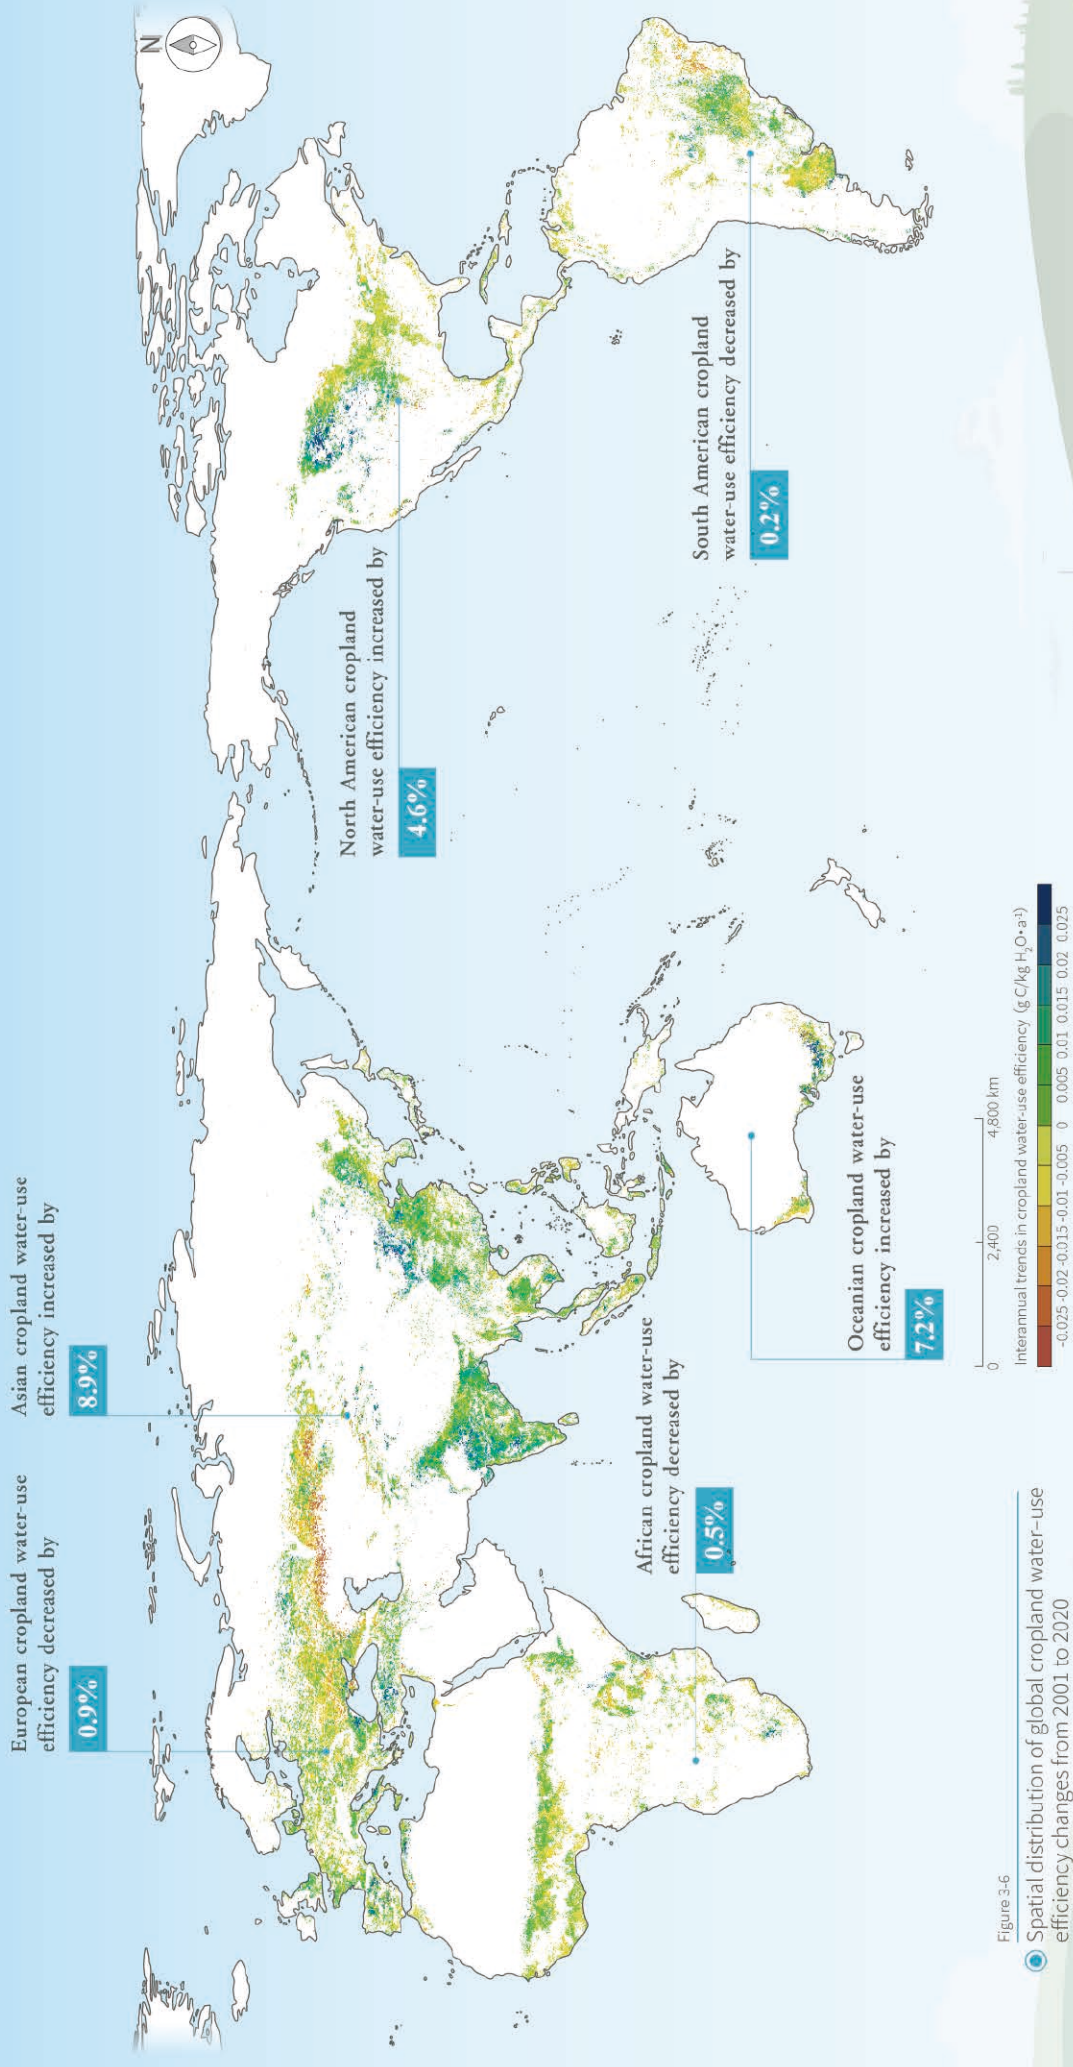 N
European cropland water-use
efficiency decreased by
0.9%
Asian cropland water-use
efficiency increased by
8.9%
North American cropland
water-use efficiency increased by
4.6%
South American cropland
water-use efficiency decreased by
0.2%
African cropland water-use
efficiency decreased by
0.5%
Oceanian cropland water-use
efficiency increased by
7.2%
0 2,400 4,800 km
Interannual trends in cropland water-use efficiency (g C/kg H₂O•a⁻¹)
-0.025 -0.02 -0.015 -0.01 -0.005 0 0.005 0.01 0.015 0.02 0.025
Figure 3-6
Spatial distribution of global cropland water-use
efficiency changes from 2001 to 2020